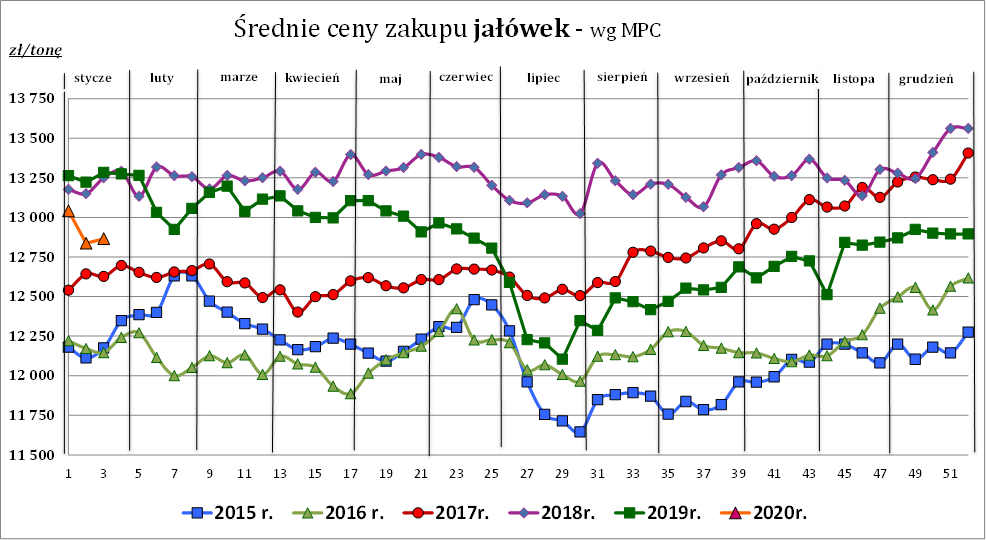 Średnie ceny zakupu jałówek - wg MPC
zł/tonę
stycze luty marze kwiecień maj czerwiec lipiec sierpień wrzesień październik listopa grudzień
13 750
13 500
13 250
13 000
12 750
12 500
12 250
12 000
11 750
11 500
1 3 5 7 9 11 13 15 17 19 21 23 25 27 29 31 33 35 37 39 41 43 45 47 49 51
2015 r. 2016 r. 2017r. 2018r. 2019r. 2020r.